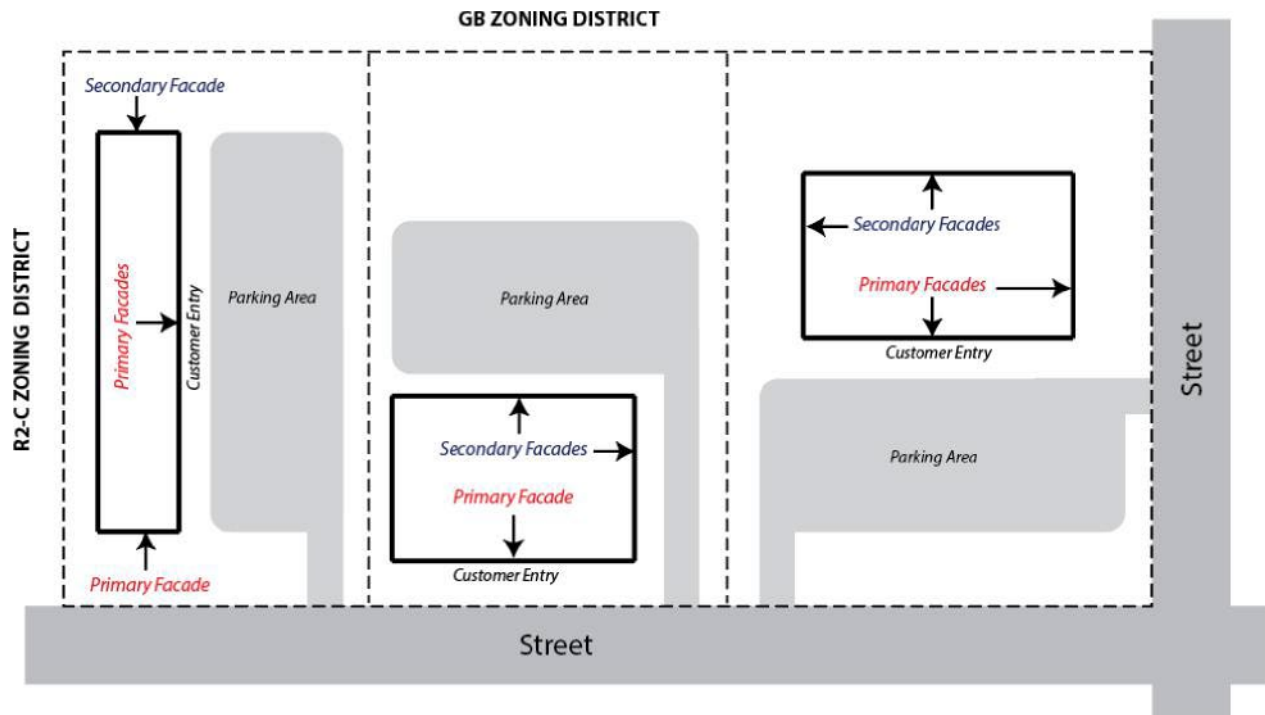 GB ZONING DISTRICT
R2-C ZONING DISTRICT
Secondary Facade
Primary Facades
Customer Entry
Parking Area
Primary Facade
Parking Area
Secondary Facades
Primary Facade
Customer Entry
Secondary Facades
Primary Facades
Customer Entry
Parking Area
Street
Street